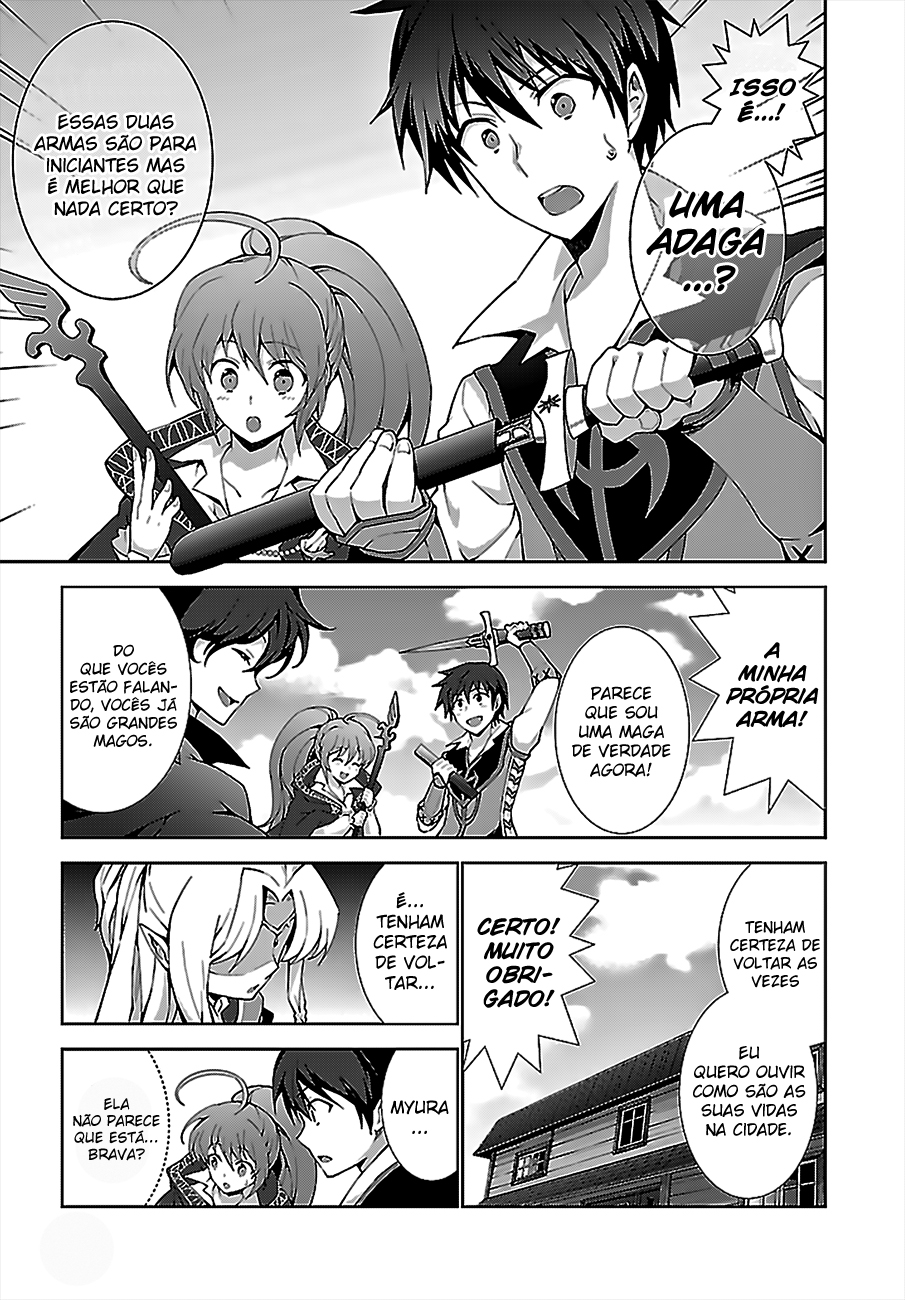 ISSO
É...!
UMA
ADAGA
...?
ESSAS DUAS
ARMAS SÃO PARA
INICIANTES MAS
É MELHOR QUE
NADA CERTO?
A
MINHA
PRÓPRIA
ARMA!
PARECE
QUE SOU
UMA MAGA
DE VERDADE
AGORA!
DO
QUE VOCÊS
ESTÃO FALAN-
DO, VOCÊS JÁ
SÃO GRANDES
MAGOS.
TENHAM
CERTEZA DE
VOLTAR AS
VEZES
EU
QUERO OUVIR
COMO SÃO AS
SUAS VIDAS
NA CIDADE.
CERTO!
MUITO
OBRI-
GADO!
É...
TENHAM
CERTEZA
DE VOL-
TAR...
MYURA
...
ELA
NÃO PARECE
QUE ESTÁ...
BRAVA?